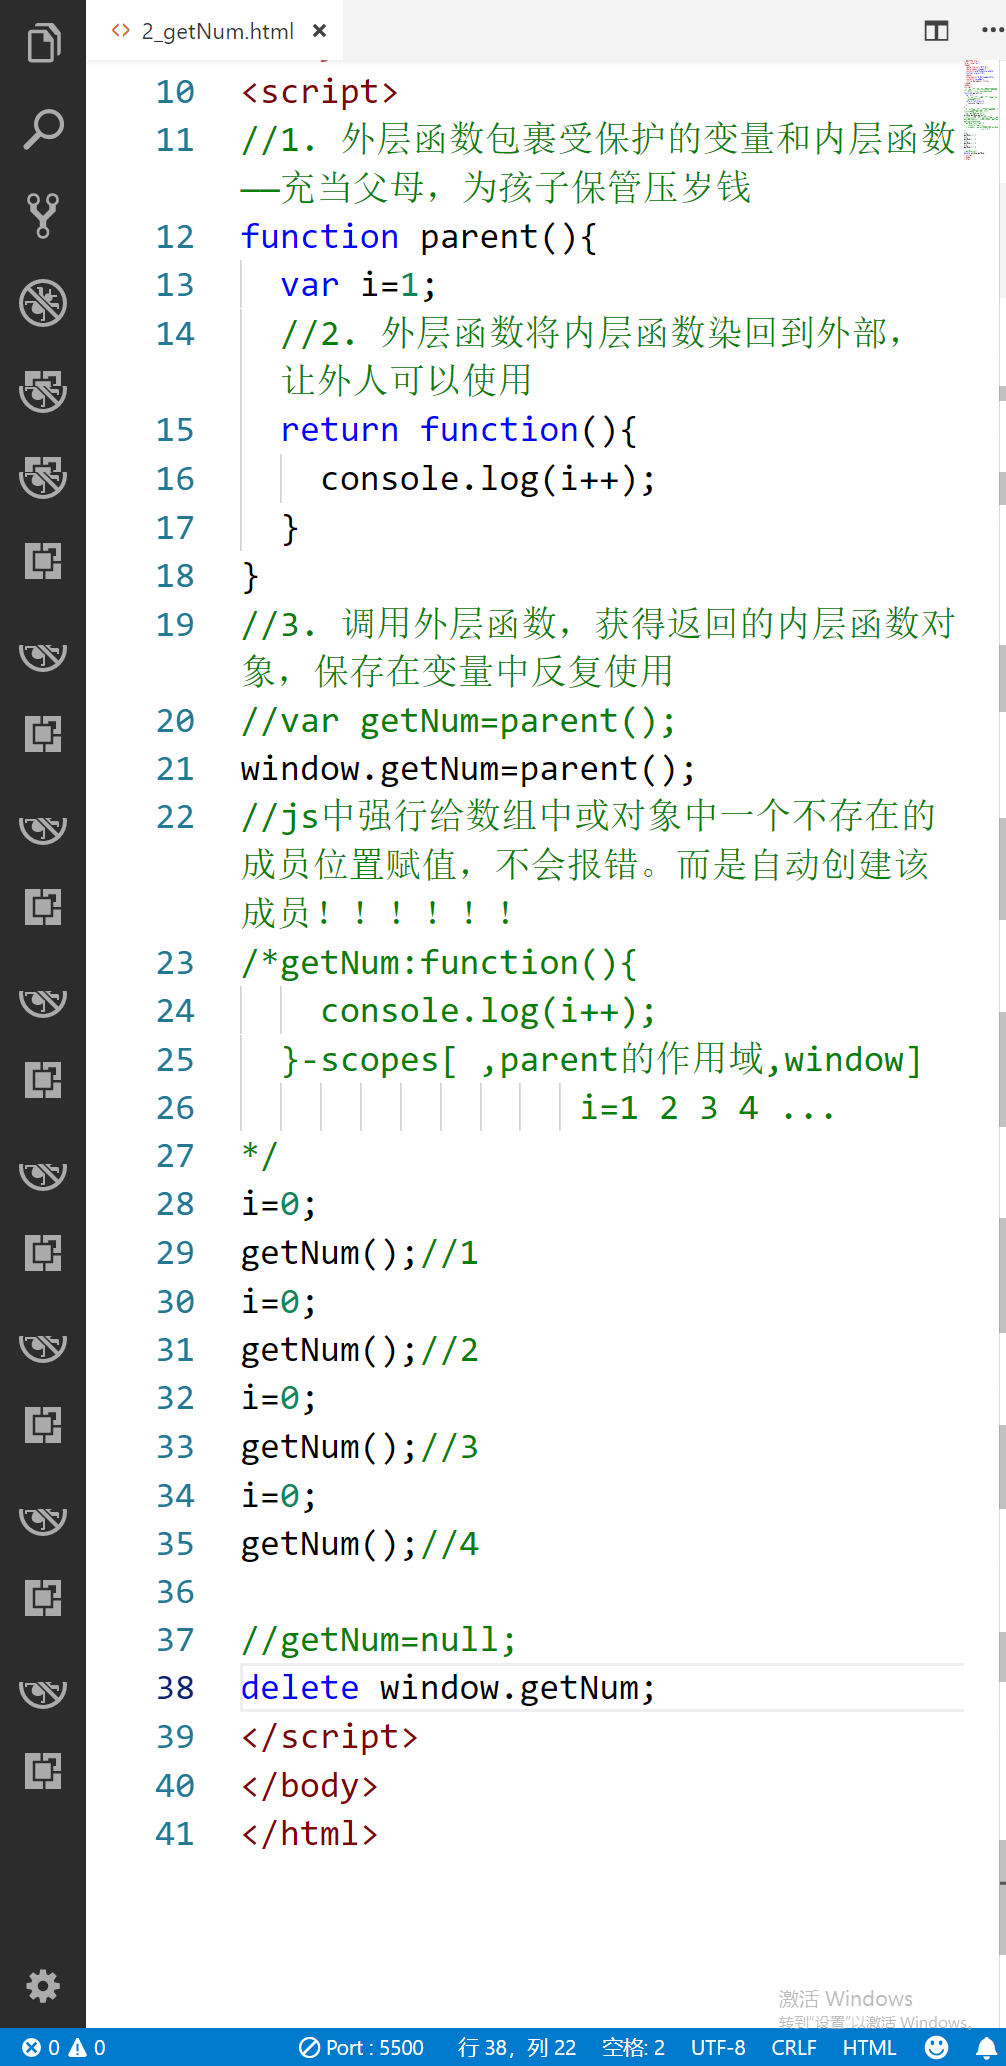 2_getNum.html
10 <script>
11 //1. 外层函数包裹受保护的变量和内层函数
——充当父母，为孩子保管压岁钱
12 function parent(){
13 var i=1;
14 //2. 外层函数将内层函数染回到外部，
让外人可以使用
15 return function(){
16 console.log(i++);
17 }
18 }
19 //3. 调用外层函数，获得返回的内层函数对
象，保存在变量中反复使用
20 //var getNum=parent();
21 window.getNum=parent();
22 //js中强行给数组中或对象中一个不存在的
成员位置赋值，不会报错。而是自动创建该
成员！！！！！！
23 /*getNum:function(){
24 console.log(i++);
25 }-scopes[ ,parent的作用域,window]
26 i=1 2 3 4 ...
27 */
28 i=0;
29 getNum();//1
30 i=0;
31 getNum();//2
32 i=0;
33 getNum();//3
34 i=0;
35 getNum();//4
36
37 //getNum=null;
38 delete window.getNum;
39 </script>
40 </body>
41 </html>
激活 Windows
转到“设置”以激活 Windows。
0 0 Port : 5500 行 38，列 22 空格: 2 UTF-8 CRLF HTML